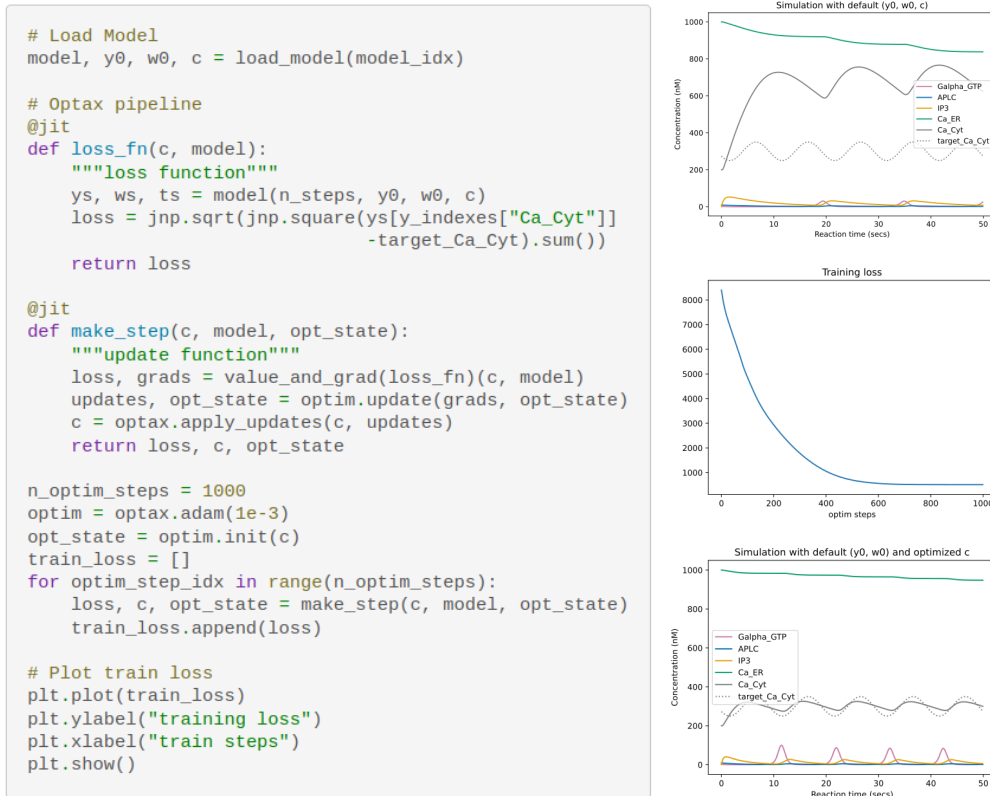 # Load Model
model, y0, w0, c = load_model(model_idx)
# Optax pipeline
@jit
def loss_fn(c, model):
"""loss function"""
ys, ws, ts = model(n_steps, y0, w0, c)
loss = jnp.sqrt(jnp.square(ys[y_indexes["Ca_Cyt"]]
-target_Ca_Cyt).sum())
return loss
@jit
def make_step(c, model, opt_state):
"""update function"""
loss, grads = value_and_grad(loss_fn)(c, model)
updates, opt_state = optim.update(grads, opt_state)
c = optax.apply_updates(c, updates)
return loss, c, opt_state
n_optim_steps = 1000
optim = optax.adam(1e-3)
opt_state = optim.init(c)
train_loss = []
for optim_step_idx in range(n_optim_steps):
loss, c, opt_state = make_step(c, model, opt_state)
train_loss.append(loss)
# Plot train loss
plt.plot(train_loss)
plt.ylabel("training loss")
plt.xlabel("train steps")
plt.show()
Simulation with default (y0, w0, c)
Concentration (nM)
1000
800
600
400
200
0
Galpha_GTP
APLC
IP3
Ca_ER
Ca_Cyt
target_Ca_Cyt
0 10 20 30 40 50
Reaction time (secs)
Training loss
8000
7000
6000
5000
4000
3000
2000
1000
0 200 400 600 800 1000
optim steps
Simulation with default (y0, w0) and optimized c
Concentration (nM)
1000
800
600
400
200
0
Galpha_GTP
APLC
IP3
Ca_ER
Ca_Cyt
target_Ca_Cyt
0 10 20 30 40 50
Reaction time (secs)